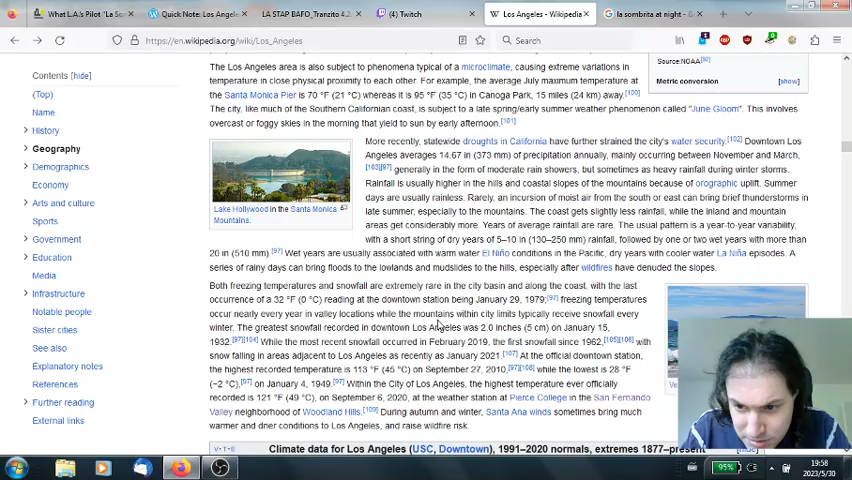 What L.A.'s Pilot "La So
Quick Note: Los Angeles
LA STAP BAFO_Tranzito 4.2.
Twitch
Los Angeles - Wikipedia
la sombrita at night - G
https://en.wikipedia.org/wiki/Los_Angeles
Search
Contents [hide]
(Top)
Name
History
Geography
Demographics
Economy
Arts and culture
Sports
Government
Education
Media
Infrastructure
Notable people
Sister cities
See also
Explanatory notes
References
Further reading
External links
The Los Angeles area is also subject to phenomena typical of a microclimate, causing extreme variations in
temperature in close physical proximity to each other. For example, the average July maximum temperature at
the Santa Monica Pier is 70 °F (21 °C) whereas it is 95 °F (35 °C) in Canoga Park, 15 miles (24 km) away.[100]
The city, like much of the Southern Californian coast, is subject to a late spring/early summer weather phenomenon called "June Gloom". This involves
overcast or foggy skies in the morning that yield to sun by early afternoon.[101]
Source:NOAA[92]
Metric conversion [show]
Lake Hollywood in the Santa Monica
Mountains.
More recently, statewide droughts in California have further strained the city's water security.[102] Downtown Los
Angeles averages 14.67 in (373 mm) of precipitation annually, mainly occurring between November and March,
[103][97] generally in the form of moderate rain showers, but sometimes as heavy rainfall during winter storms.
Rainfall is usually higher in the hills and coastal slopes of the mountains because of orographic uplift. Summer
days are usually rainless. Rarely, an incursion of moist air from the south or east can bring brief thunderstorms in
late summer, especially to the mountains. The coast gets slightly less rainfall, while the inland and mountain
areas get considerably more. Years of average rainfall are rare. The usual pattern is a year-to-year variability,
with a short string of dry years of 5–10 in (130–250 mm) rainfall, followed by one or two wet years with more than
20 in (510 mm).[97] Wet years are usually associated with warm water El Niño conditions in the Pacific, dry years with cooler water La Niña episodes. A
series of rainy days can bring floods to the lowlands and mudslides to the hills, especially after wildfires have denuded the slopes.
Both freezing temperatures and snowfall are extremely rare in the city basin and along the coast, with the last
occurrence of a 32 °F (0 °C) reading at the downtown station being January 29, 1979;[97] freezing temperatures
occur nearly every year in valley locations while the mountains within city limits typically receive snowfall every
winter. The greatest snowfall recorded in downtown Los Angeles was 2.0 inches (5 cm) on January 15,
1932.[97][104] While the most recent snowfall occurred in February 2019, the first snowfall since 1962,[105][106] with
snow falling in areas adjacent to Los Angeles as recently as January 2021.[107] At the official downtown station,
the highest recorded temperature is 113 °F (45 °C) on September 27, 2010,[97][108] while the lowest is 28 °F
(−2 °C),[97] on January 4, 1949.[97] Within the City of Los Angeles, the highest temperature ever officially
recorded is 121 °F (49 °C), on September 6, 2020, at the weather station at Pierce College in the San Fernando
Valley neighborhood of Woodland Hills.[109] During autumn and winter, Santa Ana winds sometimes bring much
warmer and drier conditions to Los Angeles, and raise wildfire risk.
V·T·E
Climate data for Los Angeles (USC, Downtown), 1991–2020 normals, extremes 1877–present
[hide]
95%
19:58
2023/5/30